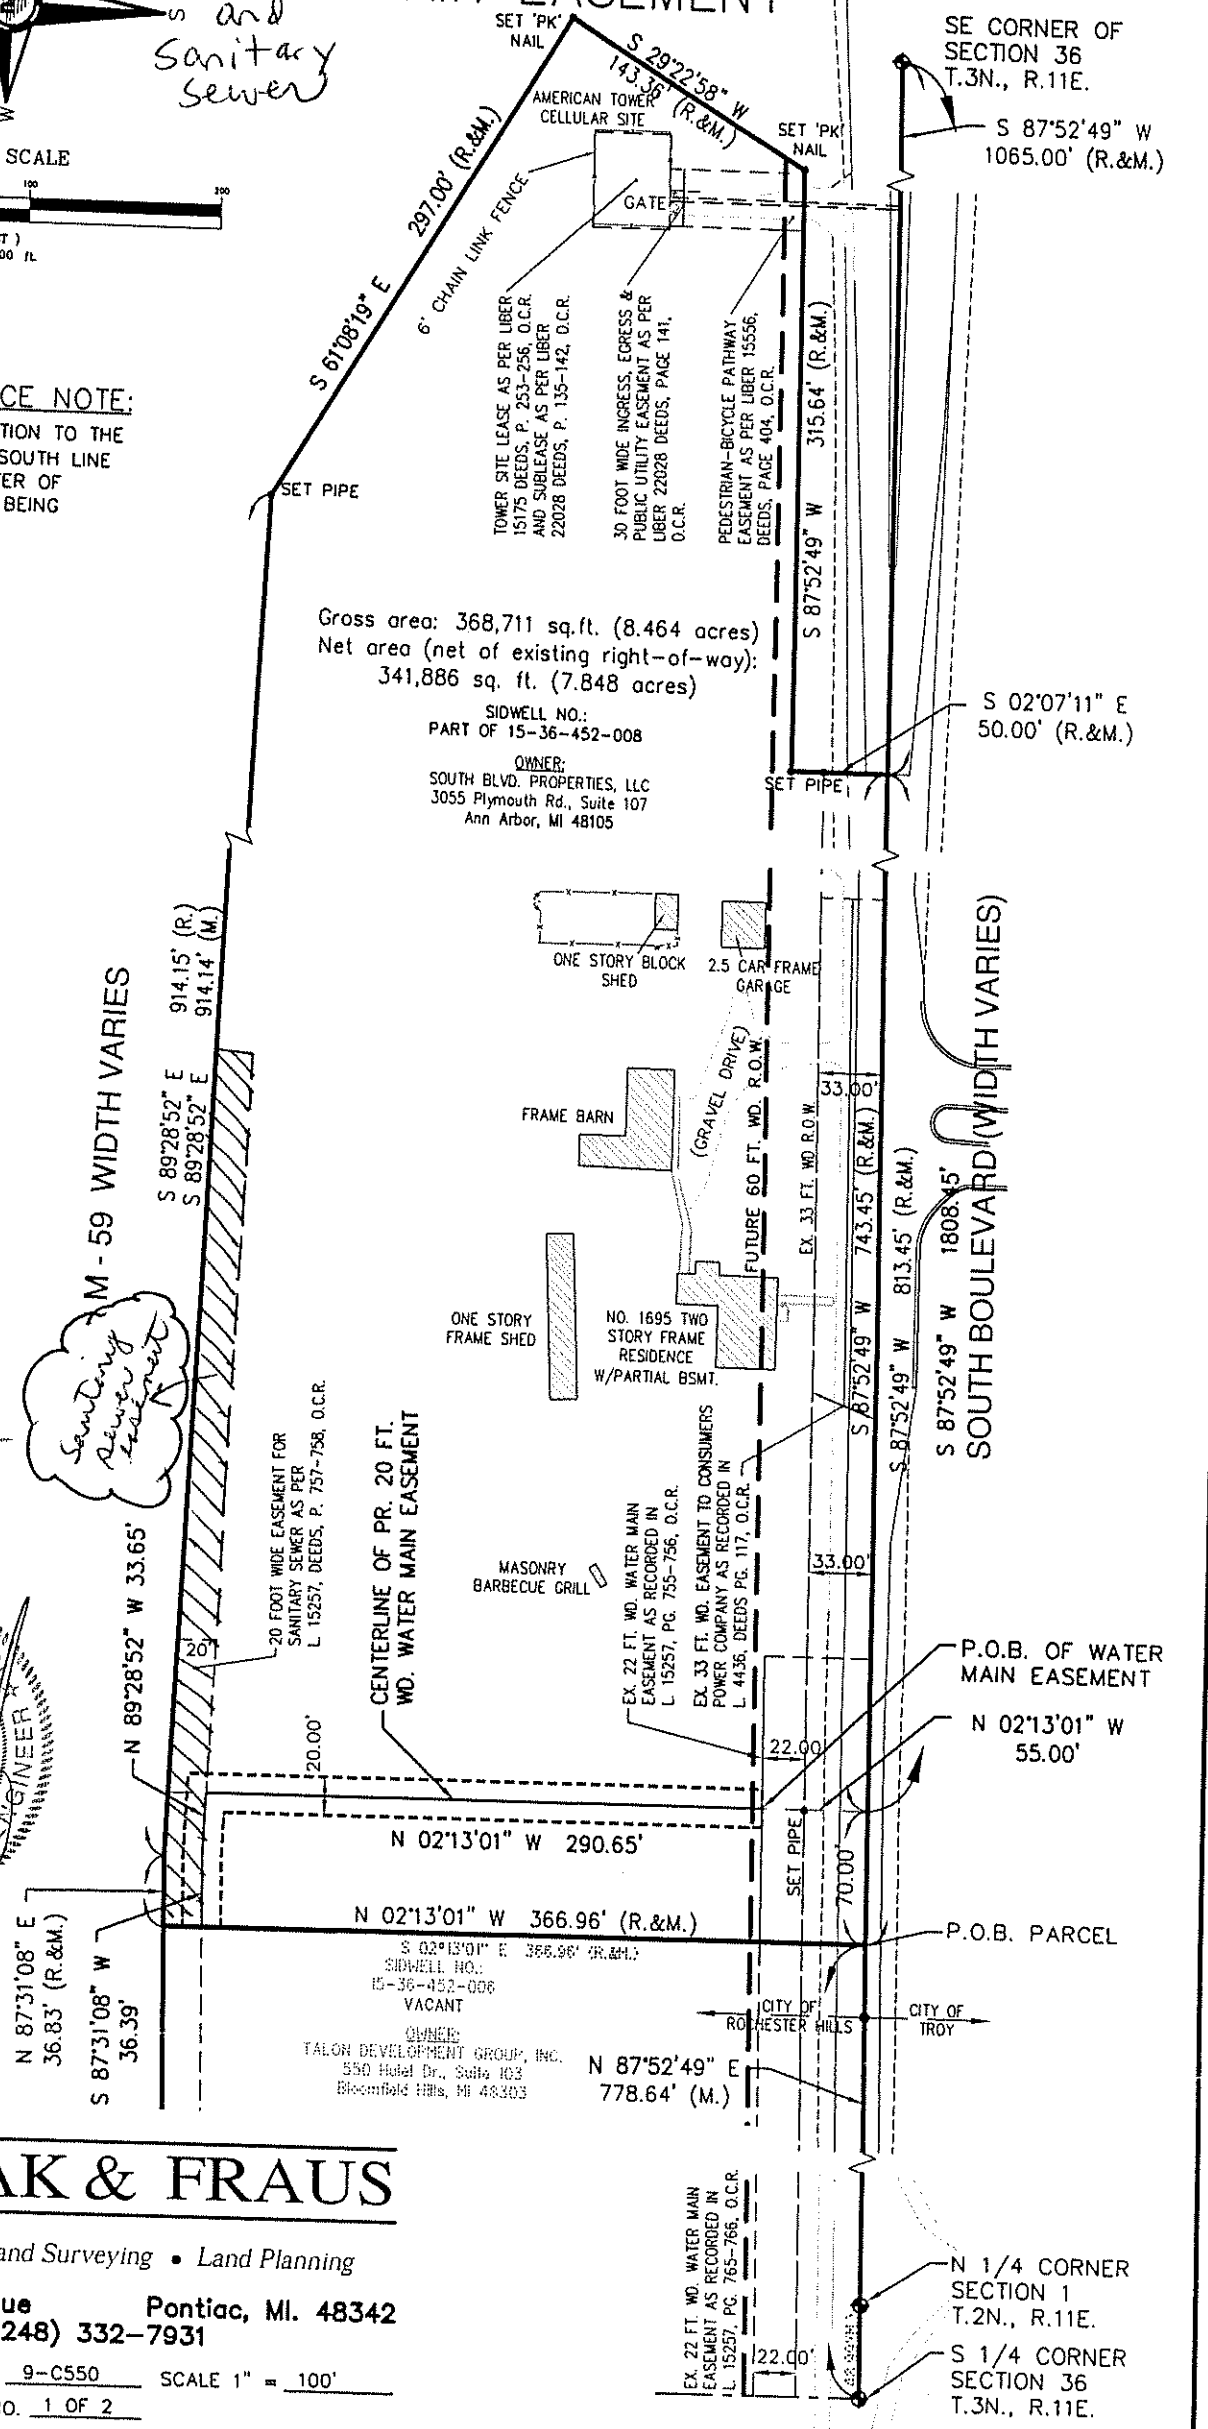 S and
Sanitary
Sewer
W
SCALE
100
200
EASEMENT
SET 'PK'
NAIL
S 29°22'58" W
143.36' (R.&M.)
SE CORNER OF
SECTION 36
T.3N., R.11E.
S 87°52'49" W
1065.00' (R.&M.)
AMERICAN TOWER
CELLULAR SITE
SET 'PK'
NAIL
GATE
297.00' (R.&M.)
S 61°08'19" E
6' CHAIN LINK FENCE
TOWER SITE LEASE AS PER LIBER
15175 DEEDS, P. 253-256, O.C.R.
AND SUBLEASE AS PER LIBER
22028 DEEDS, P. 135-142, O.C.R.
30 FOOT WIDE INGRESS, EGRESS &
PUBLIC UTILITY EASEMENT AS PER
LIBER 22028 DEEDS, PAGE 141,
O.C.R.
PEDESTRIAN-BICYCLE PATHWAY
EASEMENT AS PER LIBER 15556,
DEEDS, PAGE 404, O.C.R.
S 87°52'49" W 315.64' (R.&M.)
CE NOTE:
TION TO THE
SOUTH LINE
TER OF
BEING
SET PIPE
Gross area: 368,711 sq.ft. (8.464 acres)
Net area (net of existing right-of-way):
341,886 sq. ft. (7.848 acres)
SIDWELL NO.:
PART OF 15-36-452-008
OWNER:
SOUTH BLVD. PROPERTIES, LLC
3055 Plymouth Rd., Suite 107
Ann Arbor, MI 48105
S 02°07'11" E
50.00' (R.&M.)
SET PIPE
ONE STORY BLOCK
SHED
2.5 CAR FRAME
GARAGE
M - 59 WIDTH VARIES
S 89°28'52" E 914.15' (R.)
S 89°28'52" E 914.14' (M.)
FRAME BARN
(GRAVEL DRIVE)
FUTURE 60 FT. WD. R.O.W.
EX. 33 FT. WD R.O.W.
33.00'
S 87°52'49" W 743.45' (R.&M.)
S 87°52'49" W 813.45' (R.&M.)
S 87°52'49" W 1808.45'
SOUTH BOULEVARD (WIDTH VARIES)
ONE STORY
FRAME SHED
NO. 1695 TWO
STORY FRAME
RESIDENCE
W/PARTIAL BSMT.
Sanitary
sewer
easement
20 FOOT WIDE EASEMENT FOR
SANITARY SEWER AS PER
L 15257, DEEDS, P. 757-758, O.C.R.
CENTERLINE OF PR. 20 FT.
WD. WATER MAIN EASEMENT
MASONRY
BARBECUE GRILL
EX. 22 FT. WD. WATER MAIN
EASEMENT AS RECORDED IN
L 15257, PG. 755-756, O.C.R.
EX. 33 FT. WD. EASEMENT TO CONSUMERS
POWER COMPANY AS RECORDED IN
L 4436, DEEDS PG. 117, O.C.R.
33.00'
N 89°28'52" W 33.65'
20'
20.00'
22.00
P.O.B. OF WATER
MAIN EASEMENT
N 02°13'01" W
55.00'
GINEER
N 02°13'01" W 290.65'
SET PIPE
70.00'
N 02°13'01" W 366.96' (R.&M.)
P.O.B. PARCEL
N 87°31'08" E
36.83' (R.&M.)
S 87°31'08" W
36.39'
S 02°13'01" E 366.96' (R.&M.)
SIDWELL NO.:
15-36-452-006
VACANT
OWNER:
TALON DEVELOPMENT GROUP, INC.
550 Hulet Dr., Suite 103
Bloomfield Hills, MI 48303
CITY OF
ROCHESTER HILLS
CITY OF
TROY
N 87°52'49" E
778.64' (M.)
AK & FRAUS
and Surveying • Land Planning
ue Pontiac, MI. 48342
248) 332-7931
9-C550 SCALE 1" = 100'
O. 1 OF 2
EX. 22 FT. WD. WATER MAIN
EASEMENT AS RECORDED IN
L 15257, PG. 765-766, O.C.R.
22.00'
N 1/4 CORNER
SECTION 1
T.2N., R.11E.
S 1/4 CORNER
SECTION 36
T.3N., R.11E.